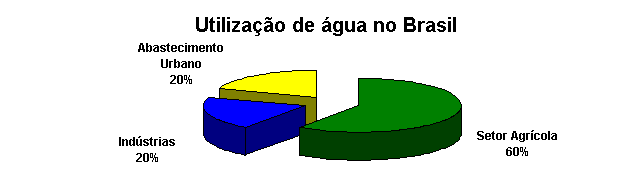 Utilização de água no Brasil
Abastecimento
Urbano
20%
Indústrias
20%
Setor Agrícola
60%